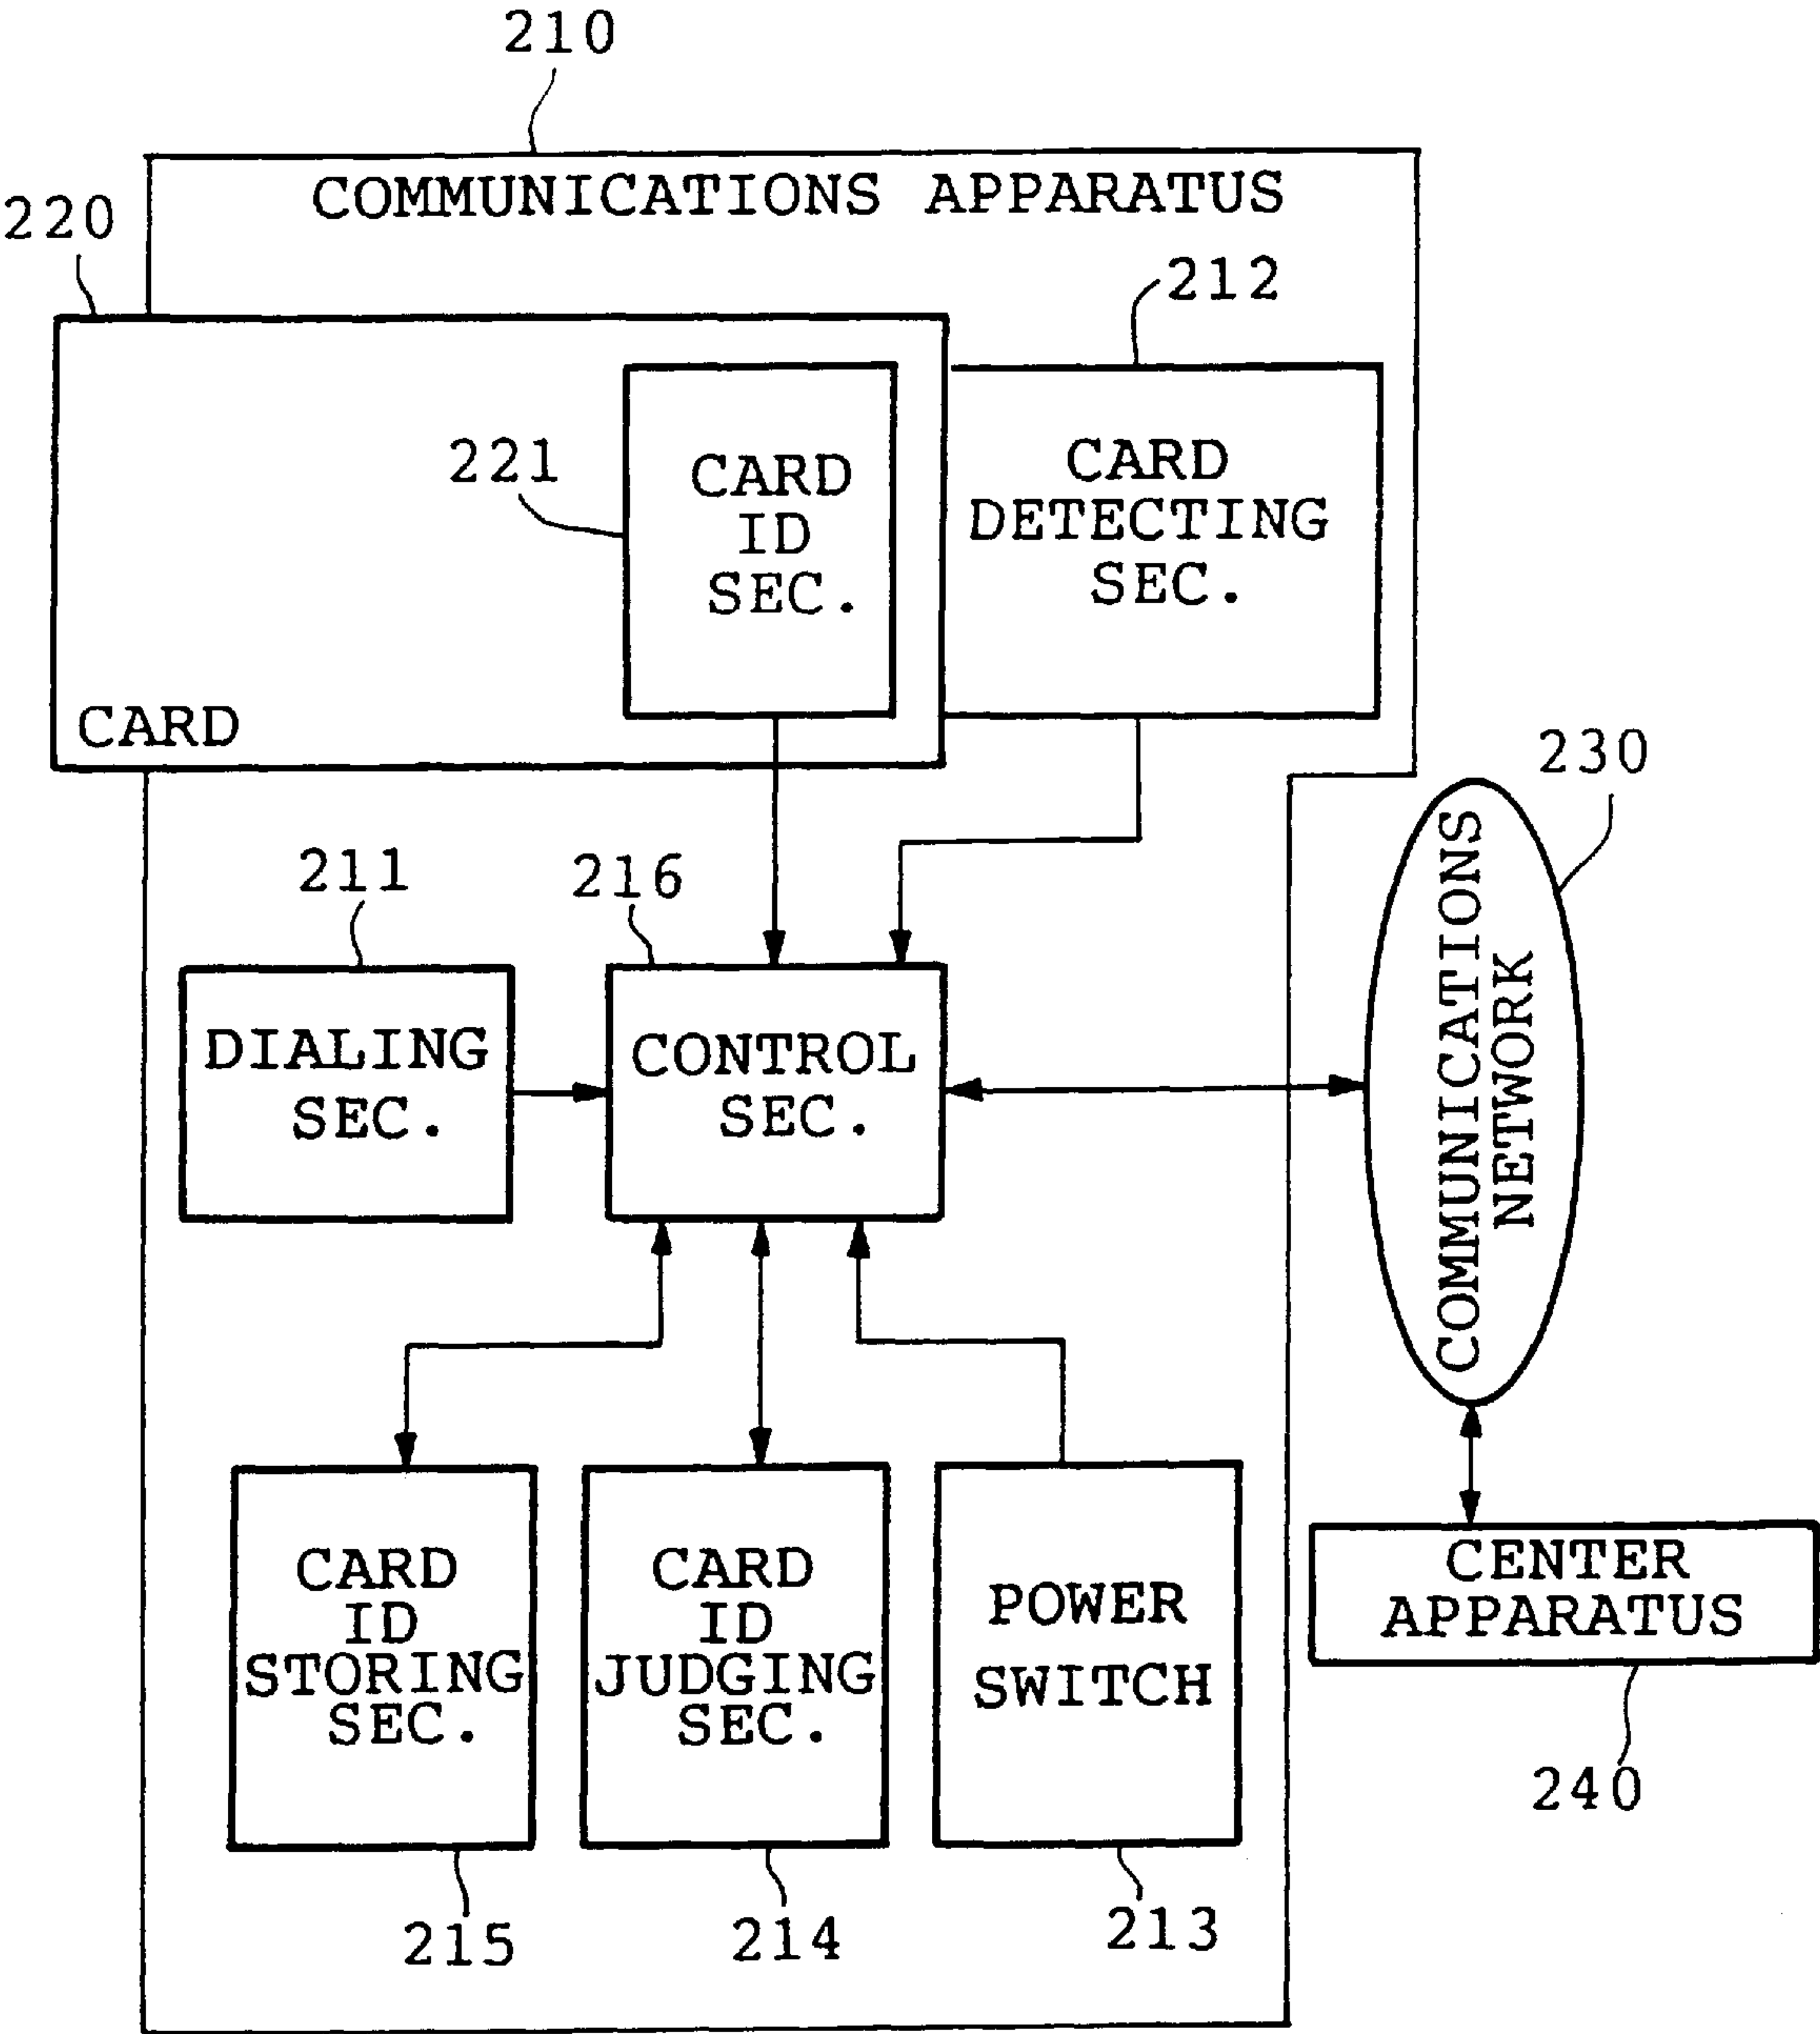 210
COMMUNICATIONS APPARATUS
220
212
221
CARD
ID
SEC.
CARD
DETECTING
SEC.
CARD
230
211
216
DIALING
SEC.
CONTROL
SEC.
COMMUNICATIONS
NETWORK
CARD
ID
STORING
SEC.
CARD
ID
JUDGING
SEC.
POWER
SWITCH
CENTER
APPARATUS
240
215
214
213